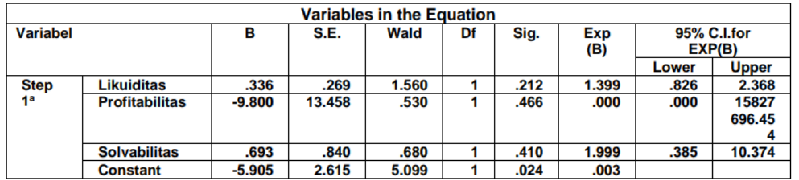 Variables in the Equation
Variabel B S.E. Wald Df Sig. Exp (B) 95% C.I.for EXP(B)
Lower Upper
Step 1a Likuiditas .336 .269 1.560 1 .212 1.399 .826 2.368
Profitabilitas -9.800 13.458 .530 1 .466 .000 .000 15827
696.45
4
Solvabilitas .693 .840 .680 1 .410 1.999 .385 10.374
Constant -5.905 2.615 5.099 1 .024 .003